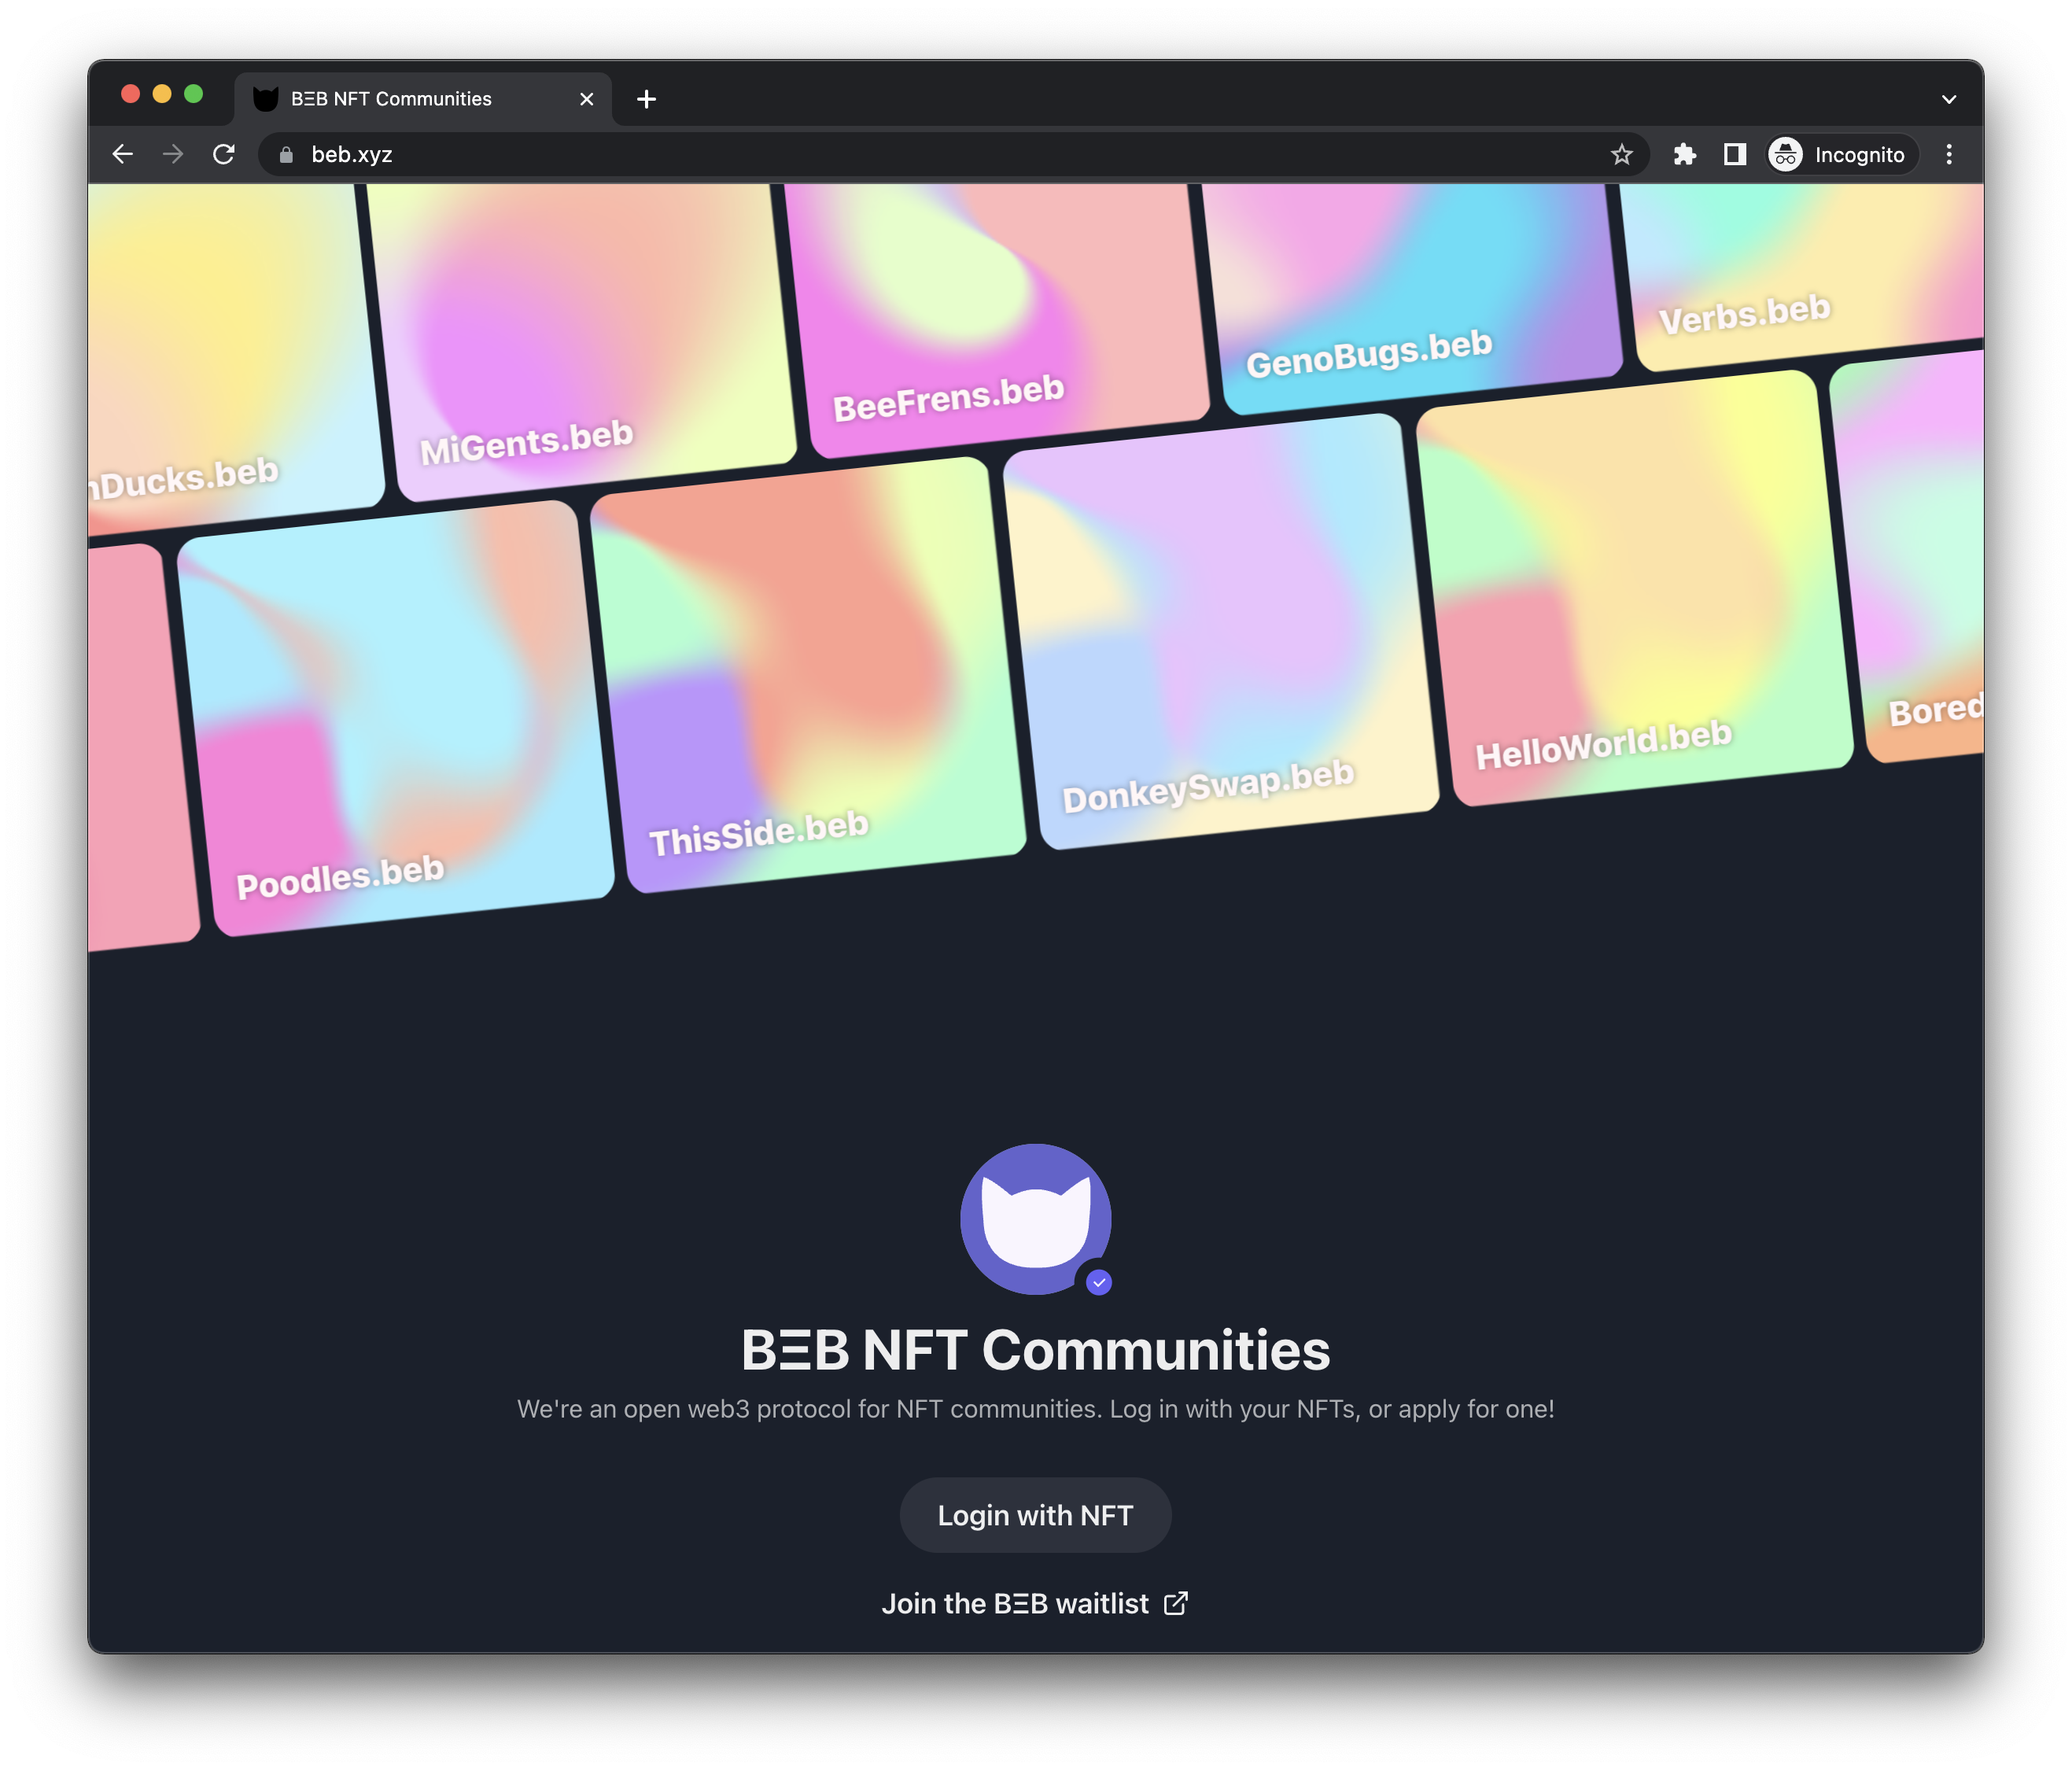 BΞB NFT Communities
beb.xyz
Incognito
nDucks.beb
MiGents.beb
BeeFrens.beb
GenoBugs.beb
Verbs.beb
Poodles.beb
ThisSide.beb
DonkeySwap.beb
HelloWorld.beb
Bored
BΞB NFT Communities
We're an open web3 protocol for NFT communities. Log in with your NFTs, or apply for one!
Login with NFT
Join the BΞB waitlist